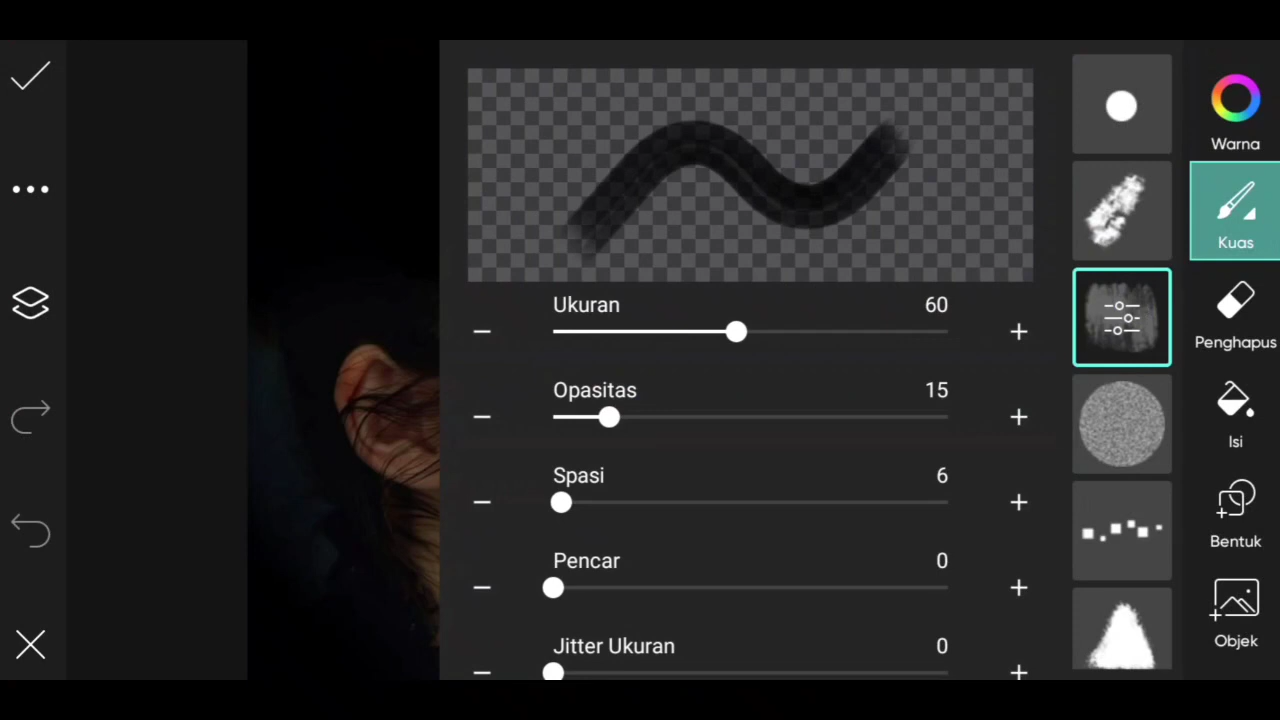 Ukuran 60
Opasitas 15
Spasi 6
Pencar 0
Jitter Ukuran 0
Warna
Kuas
Penghapus
Isi
Bentuk
Objek